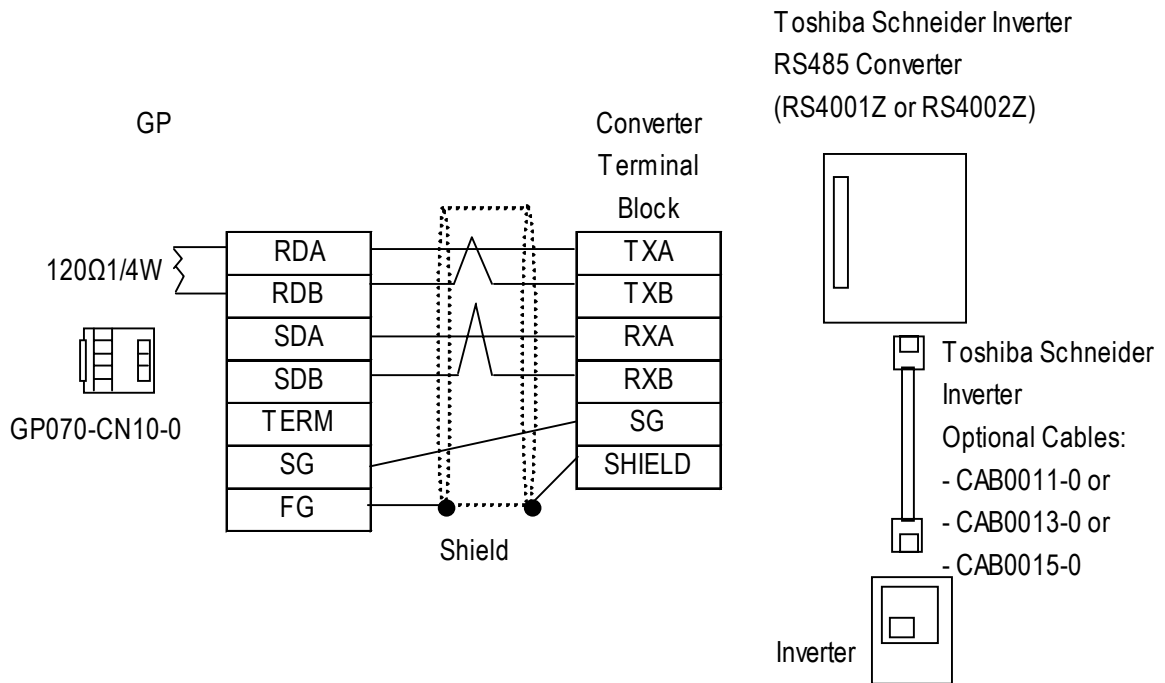 Toshiba Schneider Inverter
RS485 Converter
(RS4001Z or RS4002Z)
GP
Converter
Terminal
Block
120Ω1/4W
RDA
RDB
SDA
SDB
TERM
SG
FG
TXA
TXB
RXA
RXB
SG
SHIELD
GP070-CN10-0
Shield
Toshiba Schneider
Inverter
Optional Cables:
- CAB0011-0 or
- CAB0013-0 or
- CAB0015-0
Inverter